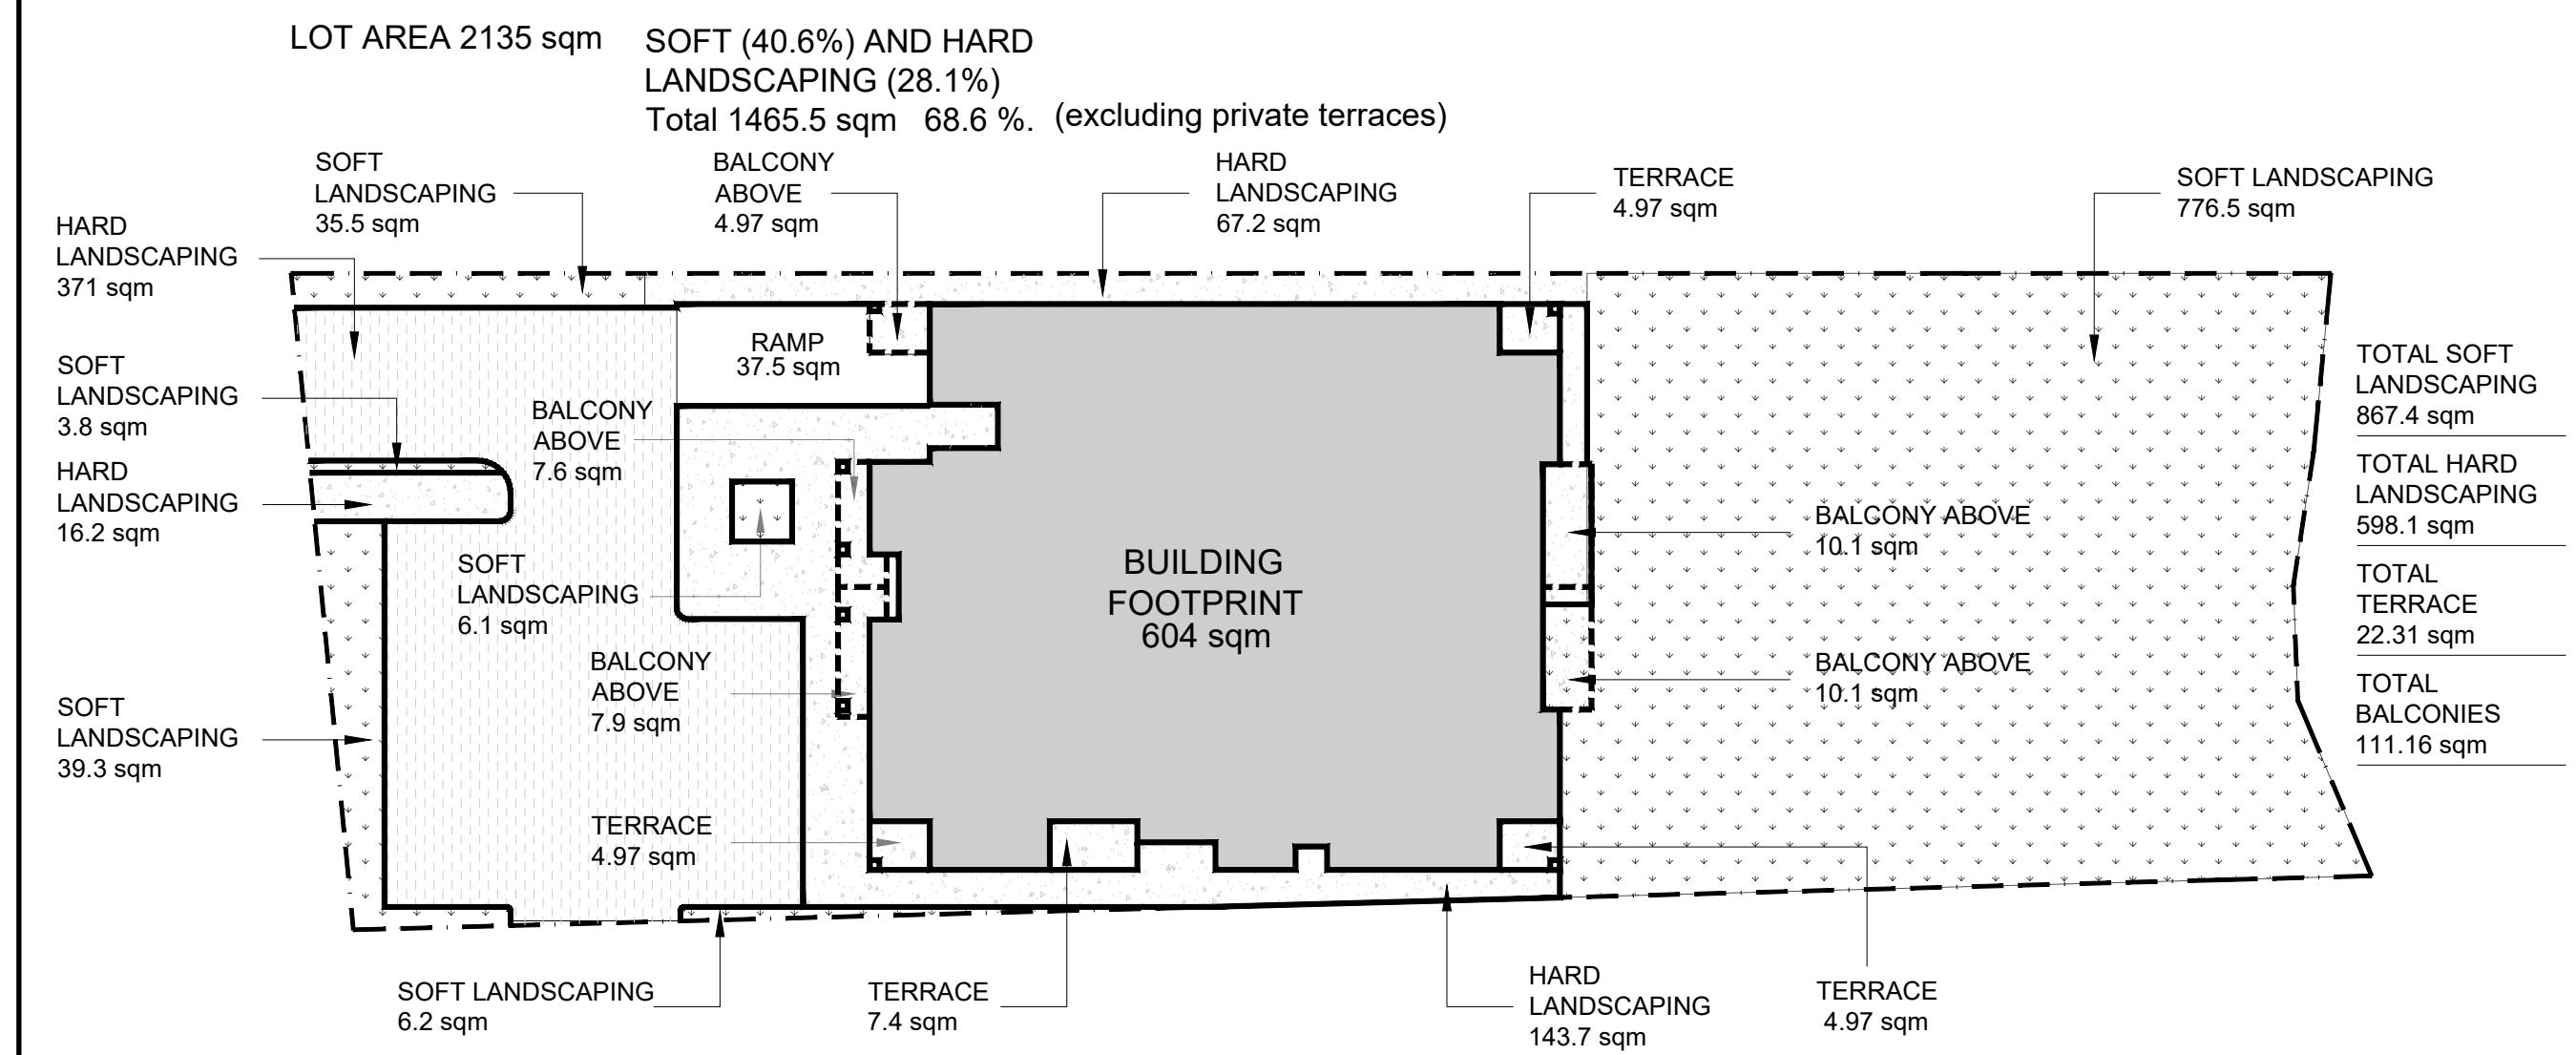 LOT AREA 2135 sqm
SOFT (40.6%) AND HARD
LANDSCAPING (28.1%)
Total 1465.5 sqm 68.6 %. (excluding private terraces)
SOFT
LANDSCAPING
35.5 sqm
BALCONY
ABOVE
4.97 sqm
HARD
LANDSCAPING
67.2 sqm
TERRACE
4.97 sqm
SOFT LANDSCAPING
776.5 sqm
HARD
LANDSCAPING
371 sqm
RAMP
37.5 sqm
SOFT
LANDSCAPING
3.8 sqm
BALCONY
ABOVE
7.6 sqm
HARD
LANDSCAPING
16.2 sqm
SOFT
LANDSCAPING
6.1 sqm
BUILDING
FOOTPRINT
604 sqm
BALCONY ABOVE
10.1 sqm
BALCONY ABOVE
10.1 sqm
BALCONY
ABOVE
7.9 sqm
SOFT
LANDSCAPING
39.3 sqm
TERRACE
4.97 sqm
TOTAL SOFT
LANDSCAPING
867.4 sqm
TOTAL HARD
LANDSCAPING
598.1 sqm
TOTAL
TERRACE
22.31 sqm
TOTAL
BALCONIES
111.16 sqm
SOFT LANDSCAPING
6.2 sqm
TERRACE
7.4 sqm
HARD
LANDSCAPING
143.7 sqm
TERRACE
4.97 sqm